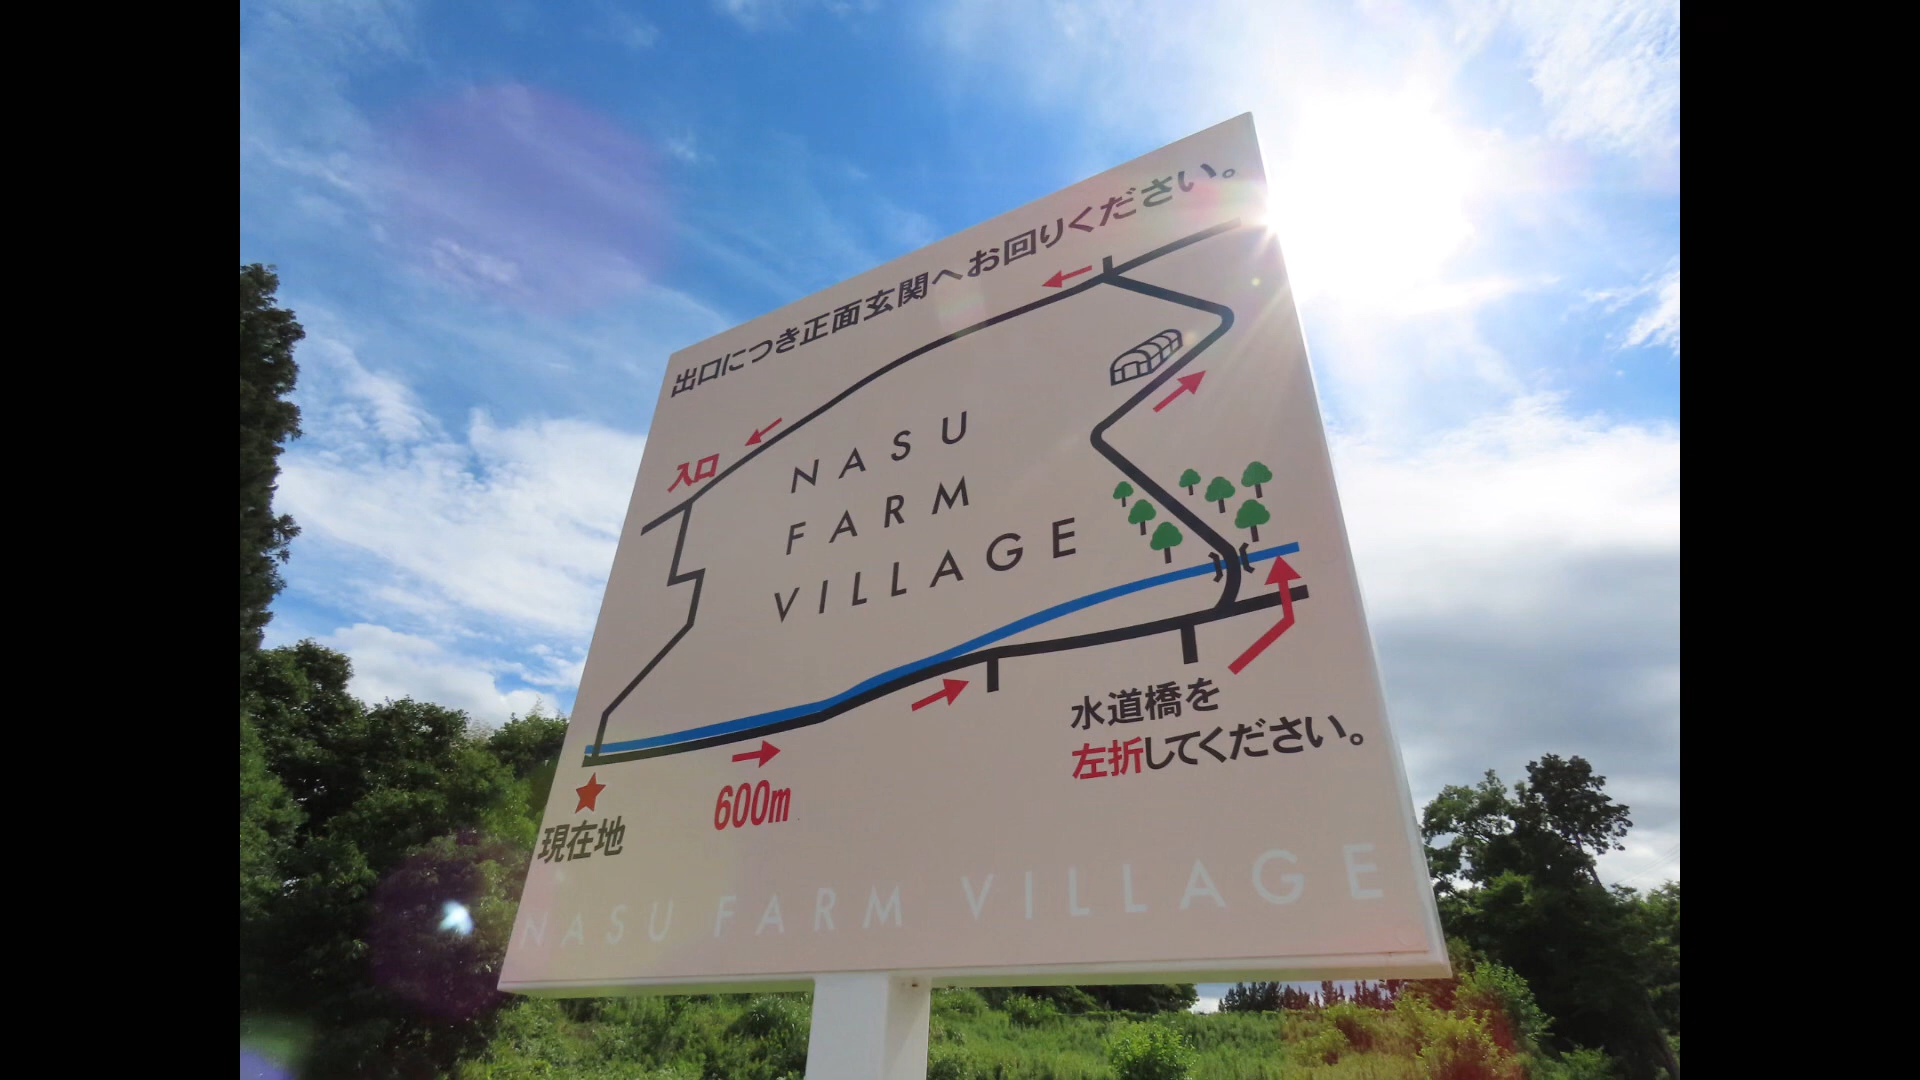 出口につき正面玄関へお回りください。
入口
NASU
FARM
VILLAGE
水道橋を
左折してください。
600m
現在地
NASU FARM VILLAGE